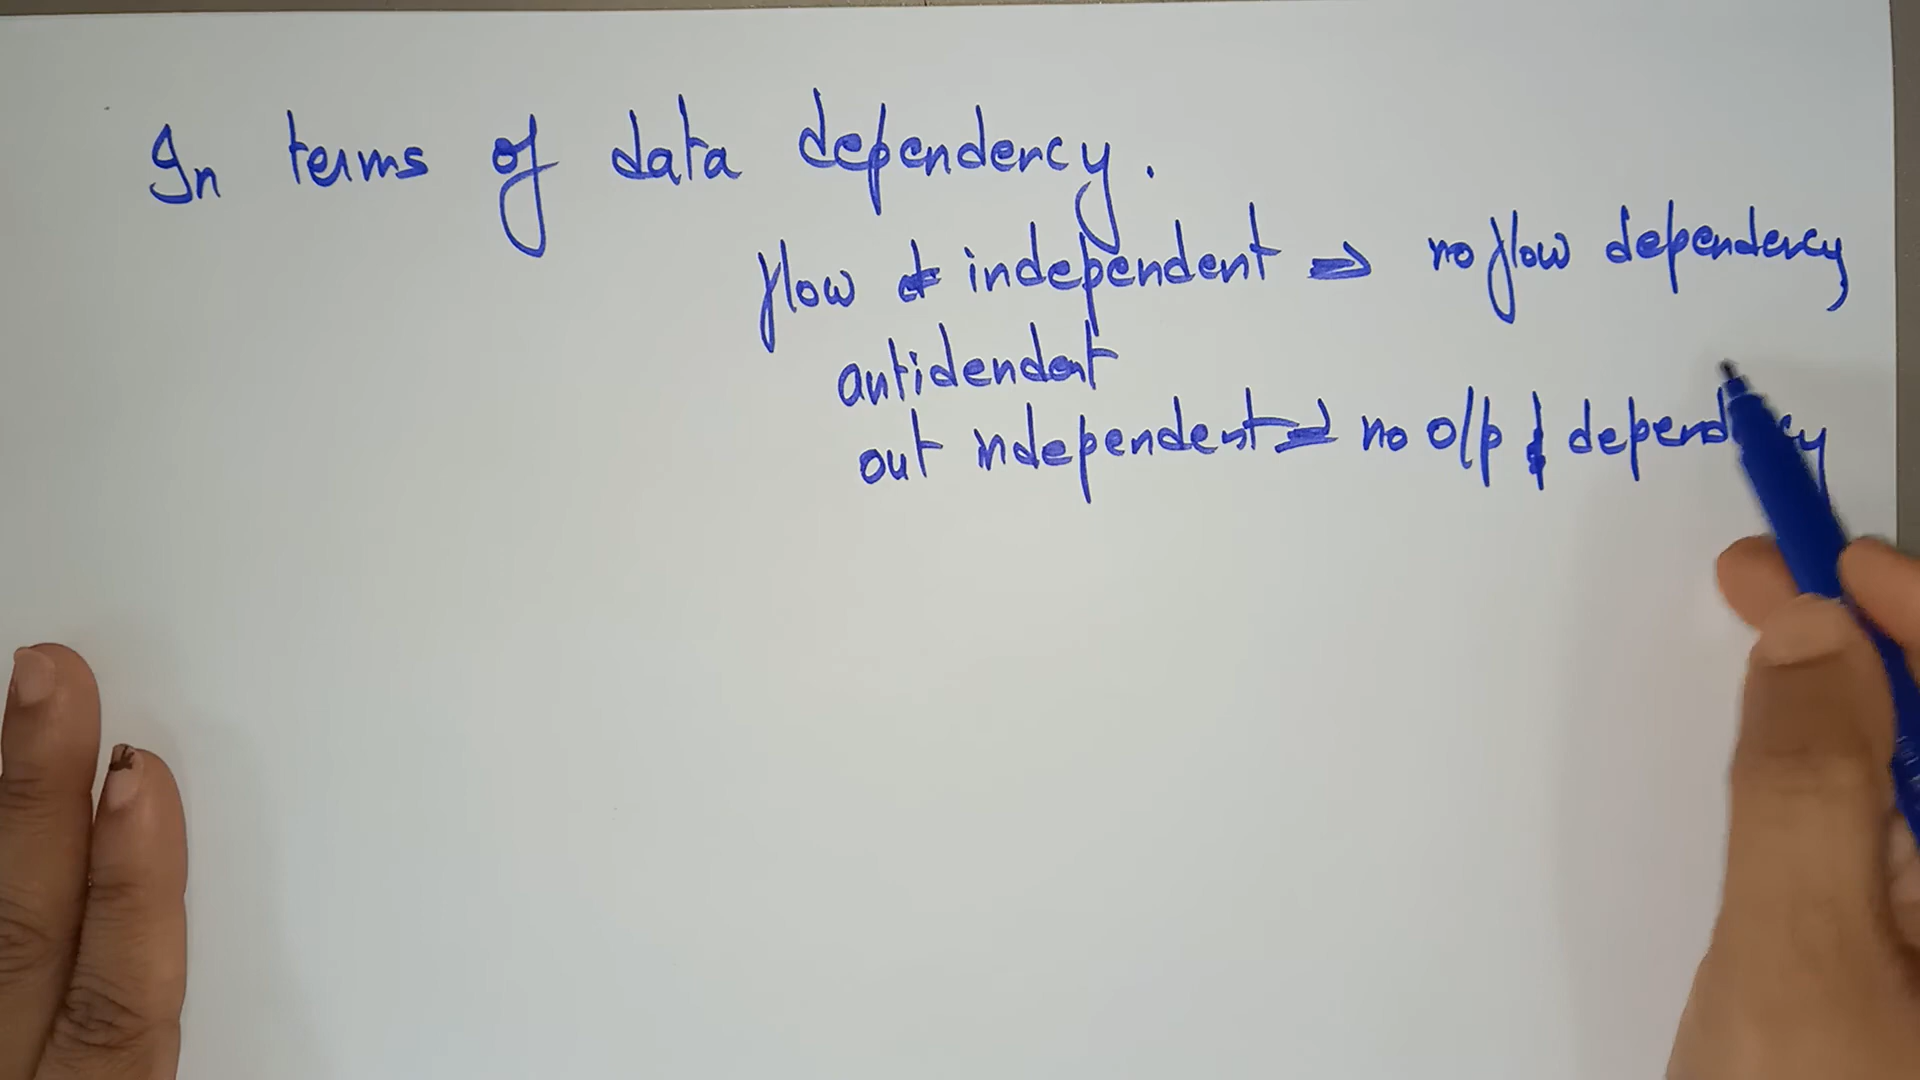 In terms of data dependency.
flow independent ⇒ no flow dependency
antidendent
out independent ⇒ no o/p dependency